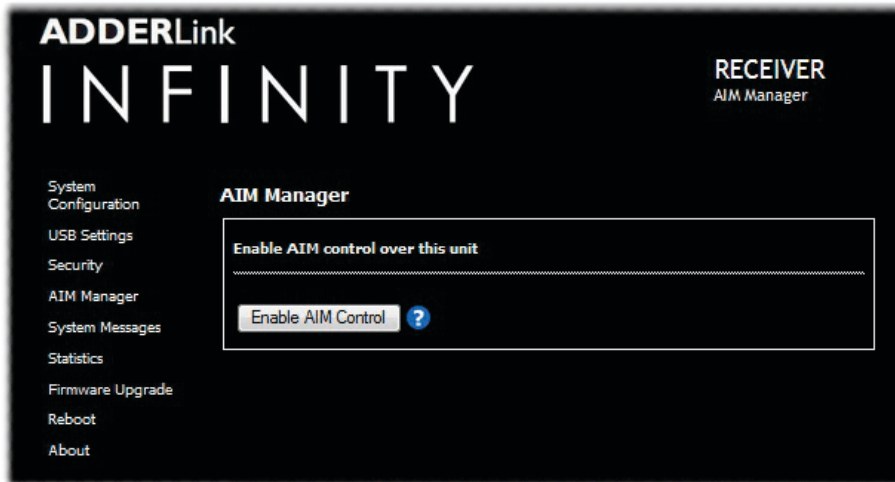 ADDERLink
INFINITY
RECEIVER
AIM Manager
System
Configuration
USB Settings
Security
AIM Manager
System Messages
Statistics
Firmware Upgrade
Reboot
About
AIM Manager
Enable AIM control over this unit
Enable AIM Control ?